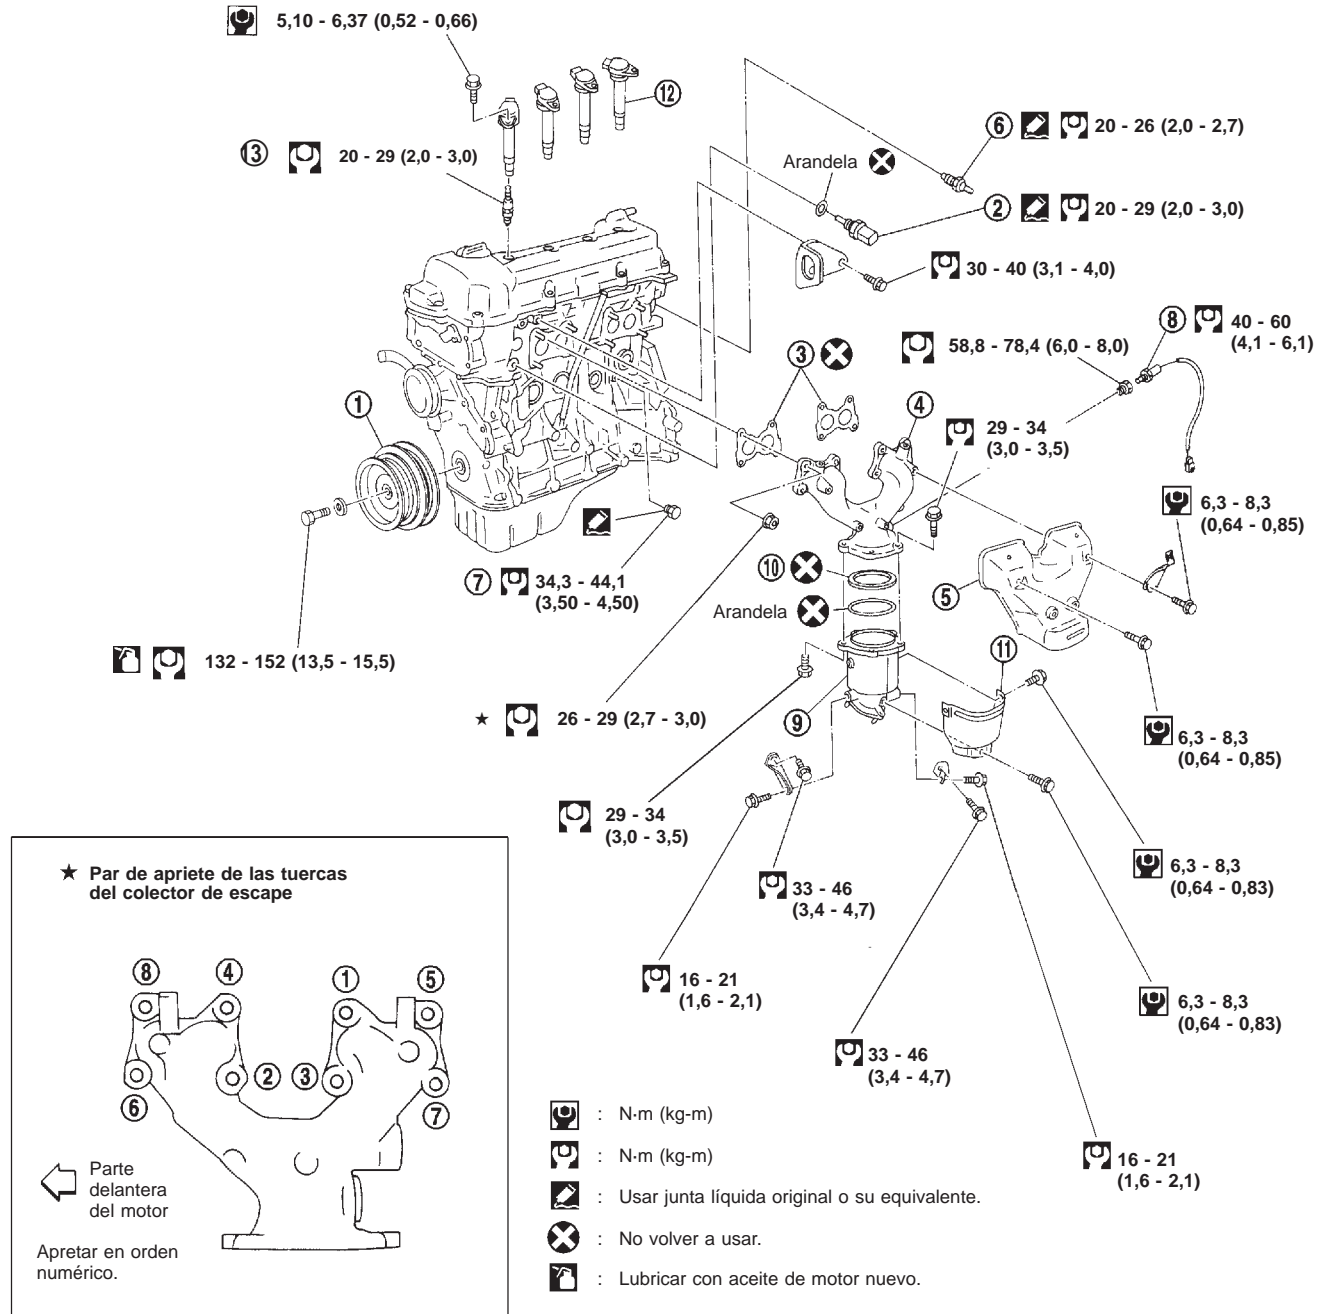 5,10 - 6,37 (0,52 - 0,66)
12
13 20 - 29 (2,0 - 3,0)
6 20 - 26 (2,0 - 2,7)
Arandela
2 20 - 29 (2,0 - 3,0)
30 - 40 (3,1 - 4,0)
8 40 - 60
(4,1 - 6,1)
58,8 - 78,4 (6,0 - 8,0)
3
1
4
29 - 34
(3,0 - 3,5)
6,3 - 8,3
(0,64 - 0,85)
10
7 34,3 - 44,1
(3,50 - 4,50)
5
Arandela
11
132 - 152 (13,5 - 15,5)
9
★ 26 - 29 (2,7 - 3,0)
6,3 - 8,3
(0,64 - 0,85)
29 - 34
(3,0 - 3,5)
6,3 - 8,3
(0,64 - 0,83)
33 - 46
(3,4 - 4,7)
16 - 21
(1,6 - 2,1)
6,3 - 8,3
(0,64 - 0,83)
33 - 46
(3,4 - 4,7)
16 - 21
(1,6 - 2,1)
★ Par de apriete de las tuercas
del colector de escape
8 4 1 5
6 2 3 7
Parte
delantera
del motor
Apretar en orden
numérico.
: N·m (kg-m)
: N·m (kg-m)
: Usar junta líquida original o su equivalente.
: No volver a usar.
: Lubricar con aceite de motor nuevo.